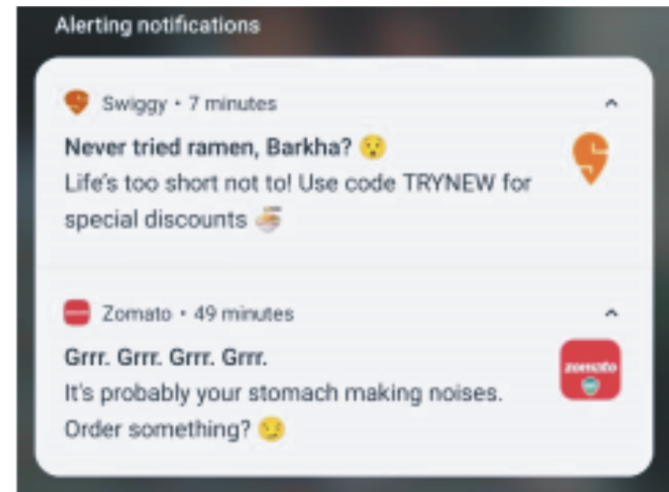 Alerting notifications
Swiggy • 7 minutes
Never tried ramen, Barkha? 😯
Life's too short not to! Use code TRYNEW for
special discounts 🍜
Zomato • 49 minutes
Grrr. Grrr. Grrr. Grrr.
It's probably your stomach making noises.
Order something? 😏
zomato